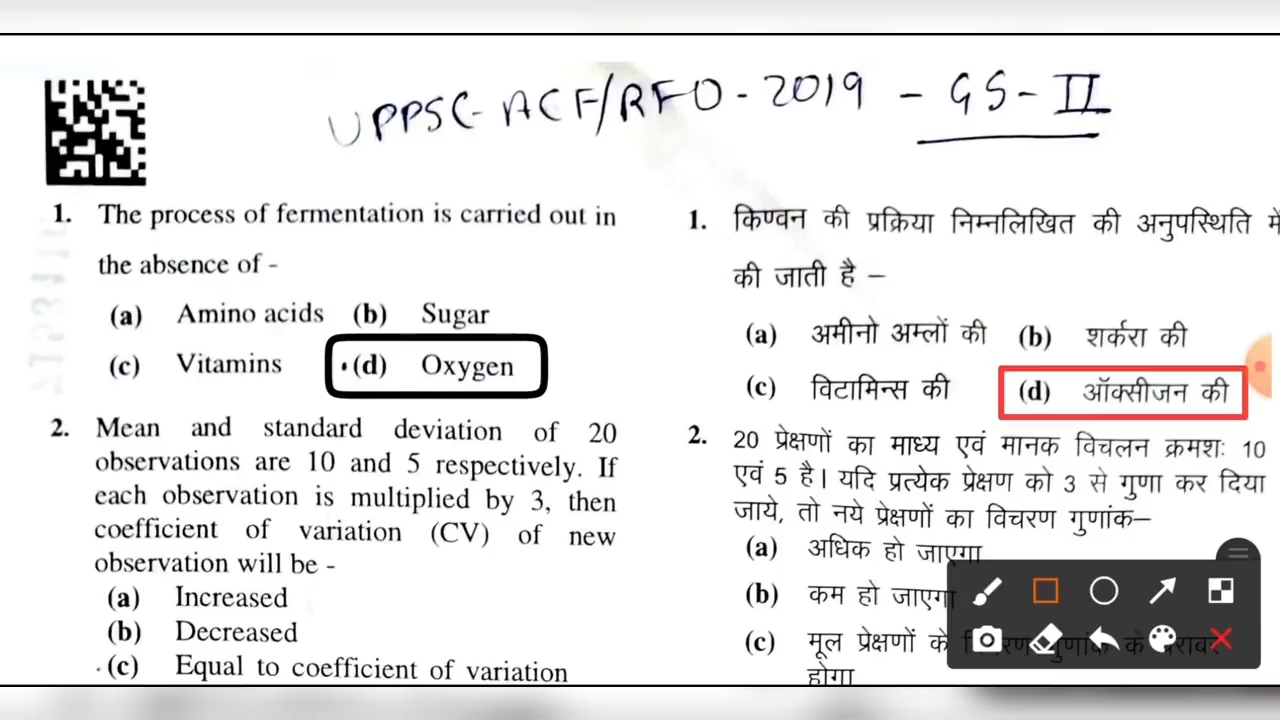 UPPSC-ACF/RFO-2019 - GS-II
1. The process of fermentation is carried out in
the absence of -
(a) Amino acids (b) Sugar
(c) Vitamins (d) Oxygen
2. Mean and standard deviation of 20
observations are 10 and 5 respectively. If
each observation is multiplied by 3, then
coefficient of variation (CV) of new
observation will be -
(a) Increased
(b) Decreased
(c) Equal to coefficient of variation
1. किण्वन की प्रक्रिया निम्नलिखित की अनुपस्थिति में
की जाती है –
(a) अमीनो अम्लों की (b) शर्करा की
(c) विटामिन्स की (d) ऑक्सीजन की
2. 20 प्रेक्षणों का माध्य एवं मानक विचलन क्रमशः 10
एवं 5 है। यदि प्रत्येक प्रेक्षण को 3 से गुणा कर दिया
जाये, तो नये प्रेक्षणों का विचरण गुणांक–
(a) अधिक हो जाएगा
(b) कम हो जाएगा
(c) मूल प्रेक्षणों के गुणांक के
होगा